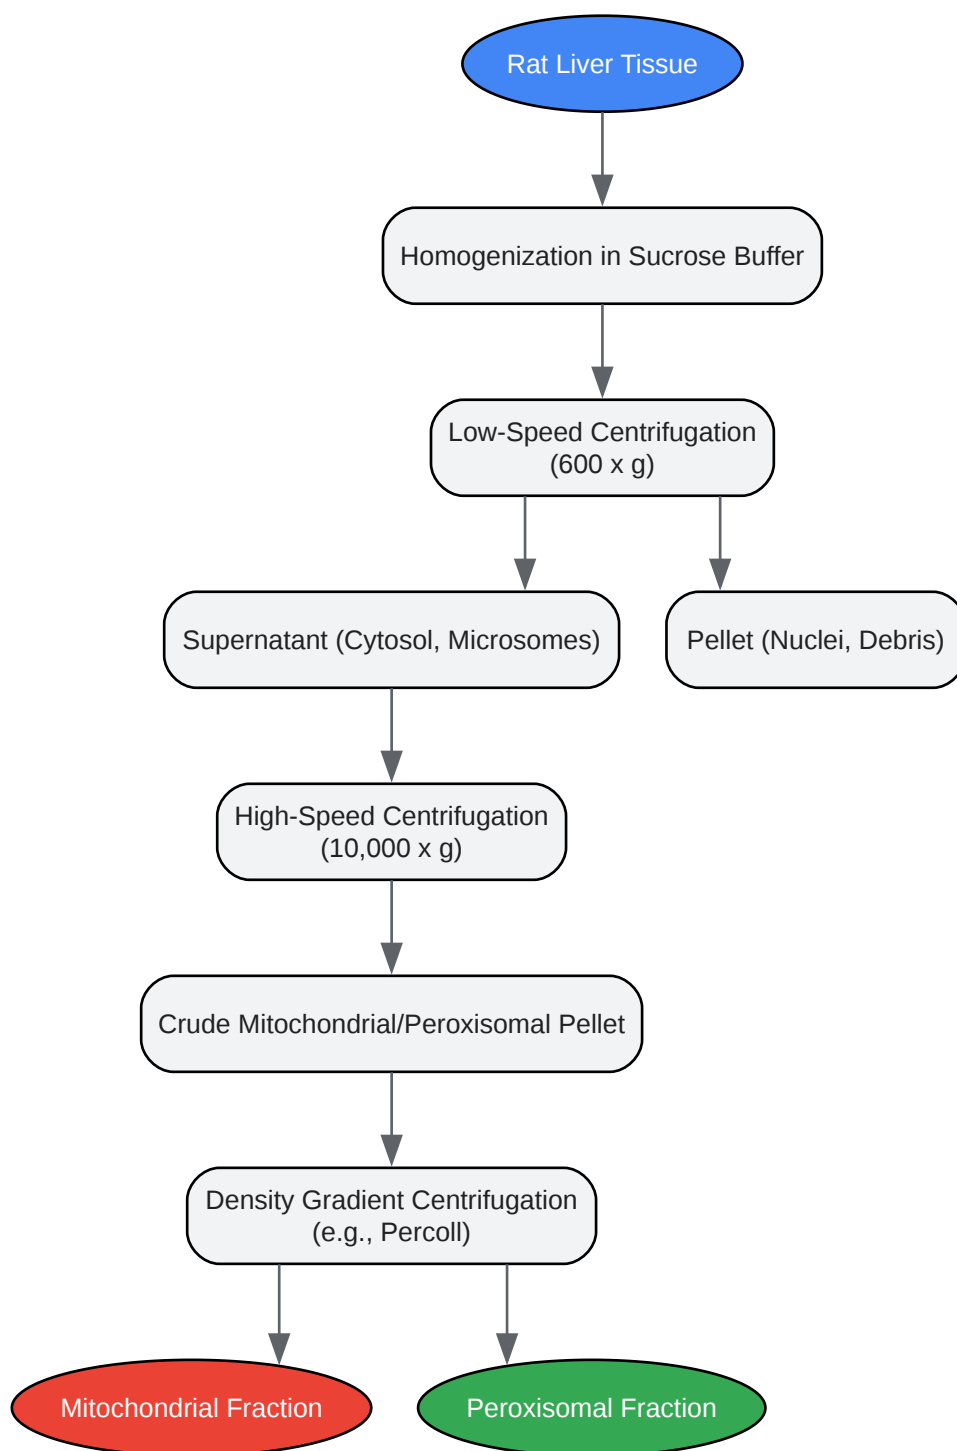 Rat Liver Tissue
Homogenization in Sucrose Buffer
Low-Speed Centrifugation
(600 x g)
Supernatant (Cytosol, Microsomes)
Pellet (Nuclei, Debris)
High-Speed Centrifugation
(10,000 x g)
Crude Mitochondrial/Peroxisomal Pellet
Density Gradient Centrifugation
(e.g., Percoll)
Mitochondrial Fraction
Peroxisomal Fraction